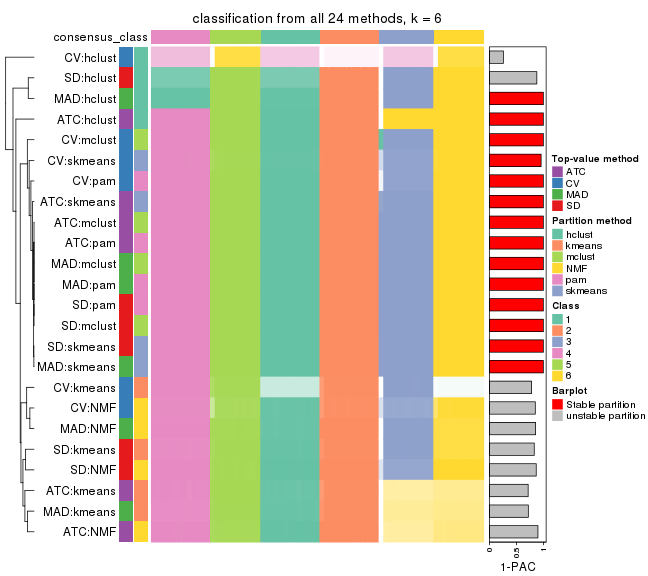 classification from all 24 methods, k = 6
consensus_class
CV:hclust
SD:hclust
MAD:hclust
ATC:hclust
CV:mclust
CV:skmeans
CV:pam
ATC:skmeans
ATC:mclust
ATC:pam
MAD:mclust
MAD:pam
SD:pam
SD:mclust
SD:skmeans
MAD:skmeans
CV:kmeans
CV:NMF
MAD:NMF
SD:kmeans
SD:NMF
ATC:kmeans
MAD:kmeans
ATC:NMF
0 0.5 1
1-PAC
Top-value method
ATC
CV
MAD
SD
Partition method
hclust
kmeans
mclust
NMF
pam
skmeans
Class
1
2
3
4
5
6
Barplot
Stable partition
unstable partition